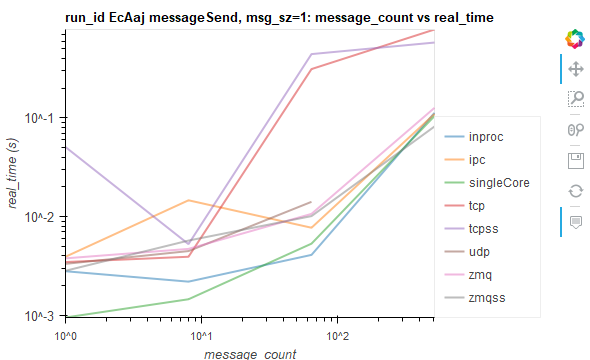 run_id EcAaj messageSend, msg_sz=1: message_count vs real_time
real_time (s)
10^-1
10^-2
10^-3
10^0
10^1
10^2
message_count
inproc
ipc
singleCore
tcp
tcpss
udp
zmq
zmqss